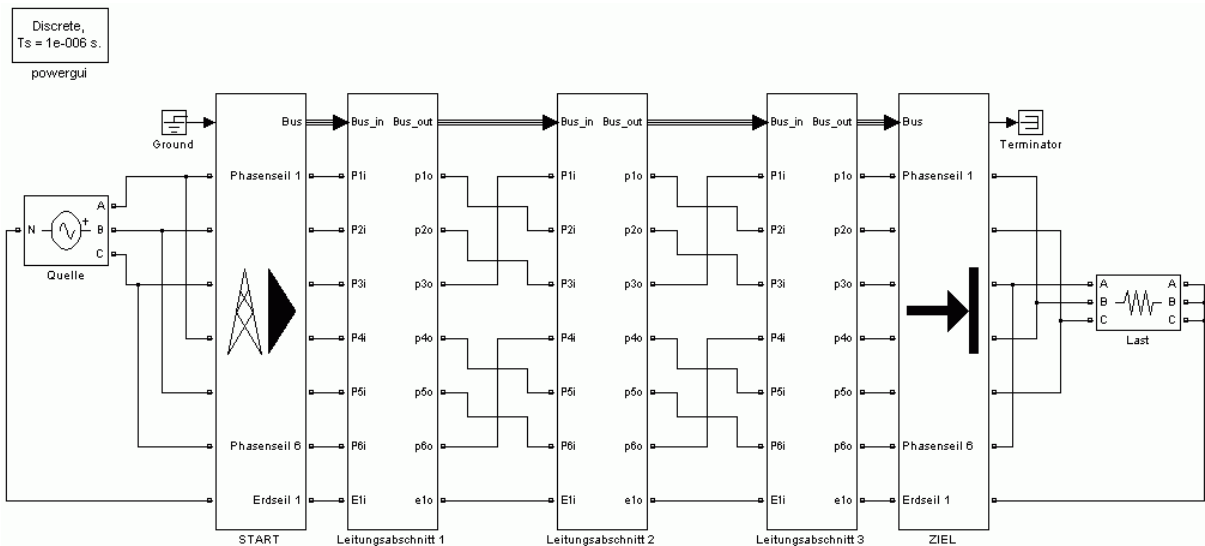 Discrete,
Ts = 1e-006 s.
powergui
Ground
Bus
Bus_in Bus_out
Bus_in Bus_out
Bus_in Bus_out
Bus
Terminator
Phasenseil 1
P1i p1o
P1i p1o
P1i p1o
Phasenseil 1
N
A
B
C
+
Quelle
P2i p2o
P2i p2o
P2i p2o
P3i p3o
P3i p3o
P3i p3o
A A
B B
C C
Last
P4i p4o
P4i p4o
P4i p4o
P5i p5o
P5i p5o
P5i p5o
Phasenseil 6
P6i p6o
P6i p6o
P6i p6o
Phasenseil 6
Erdseil 1
E1i e1o
E1i e1o
E1i e1o
Erdseil 1
START
Leitungsabschnitt 1
Leitungsabschnitt 2
Leitungsabschnitt 3
ZIEL